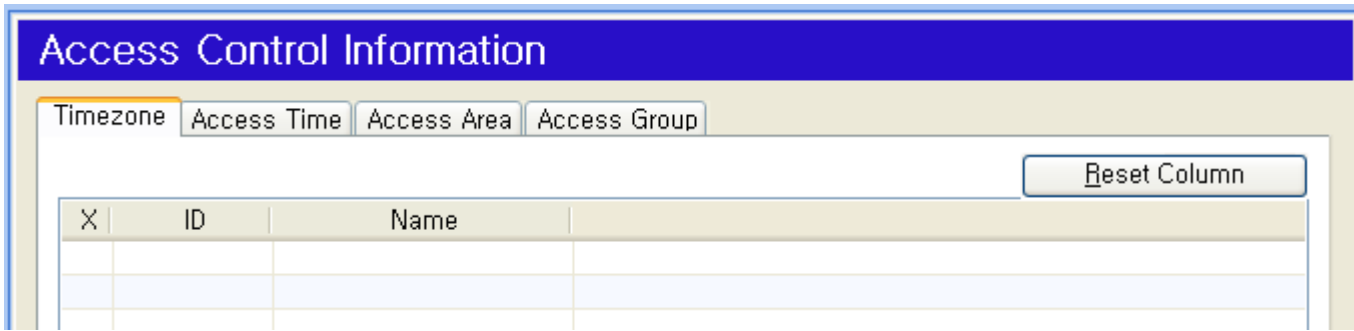 Access Control Information
Timezone Access Time Access Area Access Group
Reset Column
X ID Name